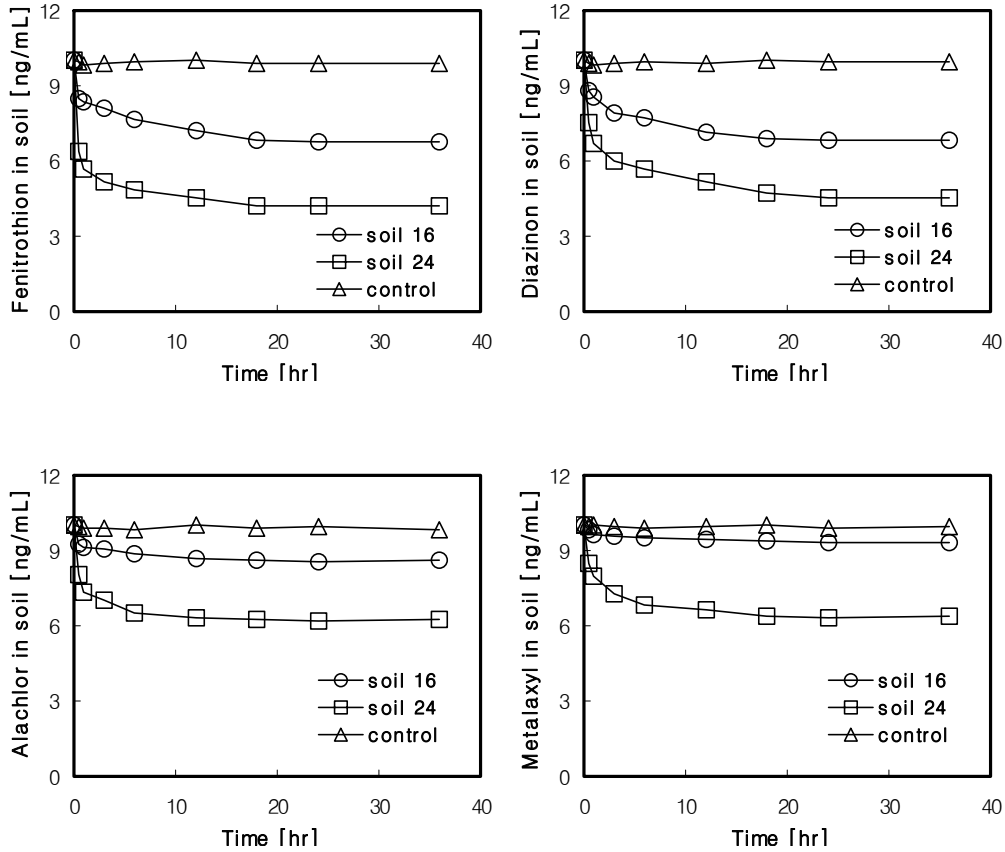 Fenitrothion in soil [ng/mL]
12
9
6
3
0
soil 16
soil 24
control
0 10 20 30 40
Time [hr]
Diazinon in soil [ng/mL]
12
9
6
3
0
soil 16
soil 24
control
0 10 20 30 40
Time [hr]
Alachlor in soil [ng/mL]
12
9
6
3
0
soil 16
soil 24
control
0 10 20 30 40
Time [hr]
Metalaxyl in soil [ng/mL]
12
9
6
3
0
soil 16
soil 24
control
0 10 20 30 40
Time [hr]